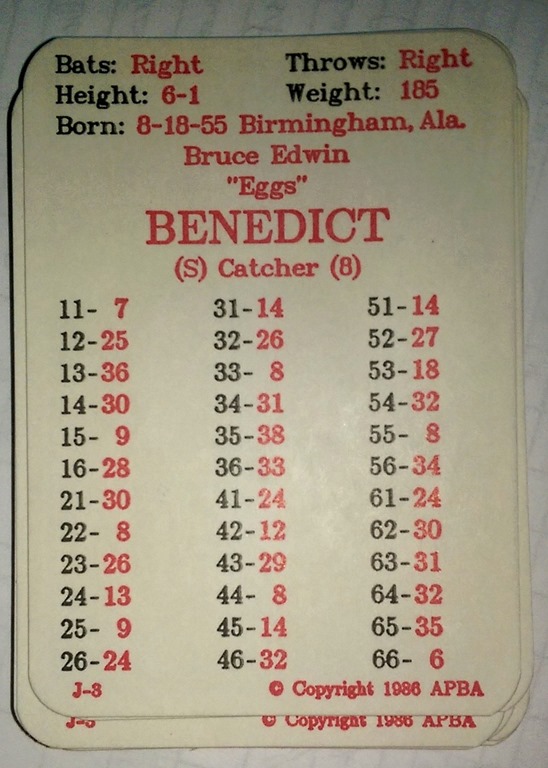 Bats: Right Throws: Right
Height: 6-1 Weight: 185
Born: 8-18-55 Birmingham, Ala.
Bruce Edwin
"Eggs"
BENEDICT
(S) Catcher (8)
11- 7 31-14 51-14
12-25 32-26 52-27
13-36 33- 8 53-18
14-30 34-31 54-32
15- 9 35-38 55- 8
16-28 36-33 56-34
21-30 41-24 61-24
22- 8 42-12 62-30
23-26 43-29 63-31
24-13 44- 8 64-32
25- 9 45-14 65-35
26-24 46-32 66- 6
J-3 © Copyright 1986 APBA
© Copyright 1986 APBA